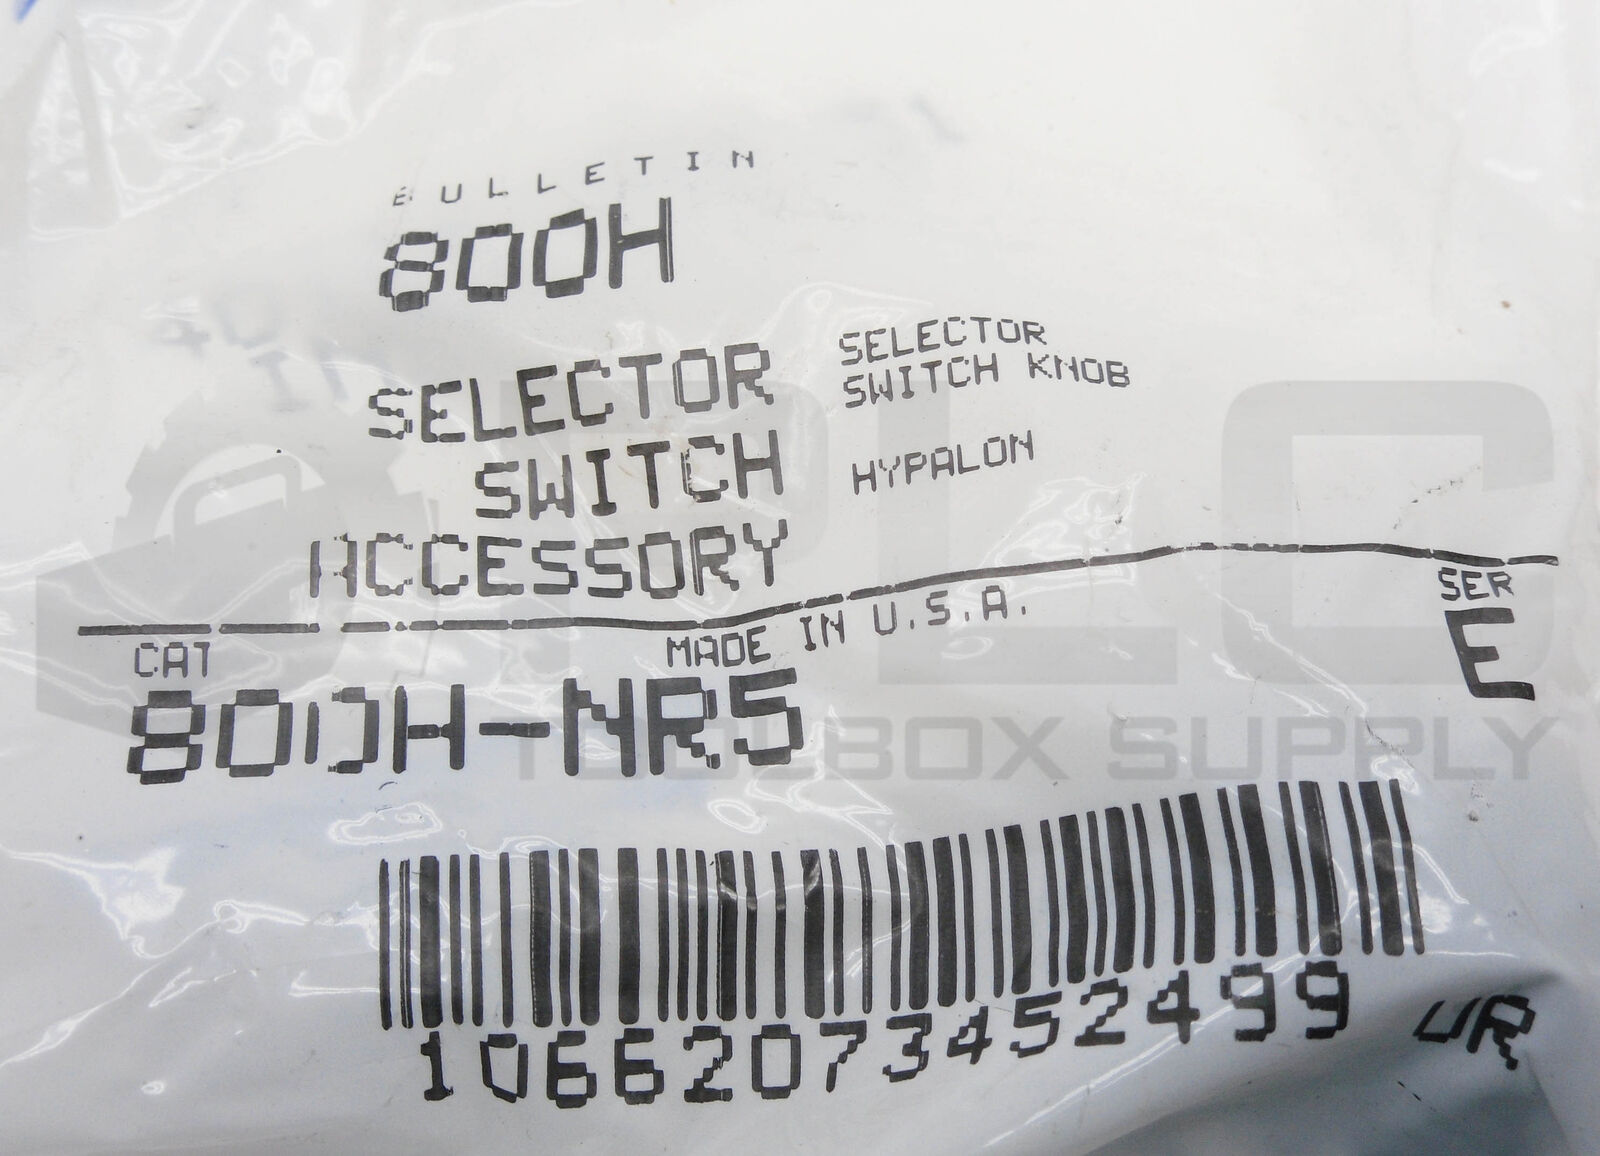 BULLETIN
800H
SELECTOR
SWITCH
ACCESSORY
SELECTOR
SWITCH KNOB
HYPALON
MADE IN U.S.A.
CAT
800H-NR5
SER
E
10662073452499
UR
PLC
TOOLBOX SUPPLY